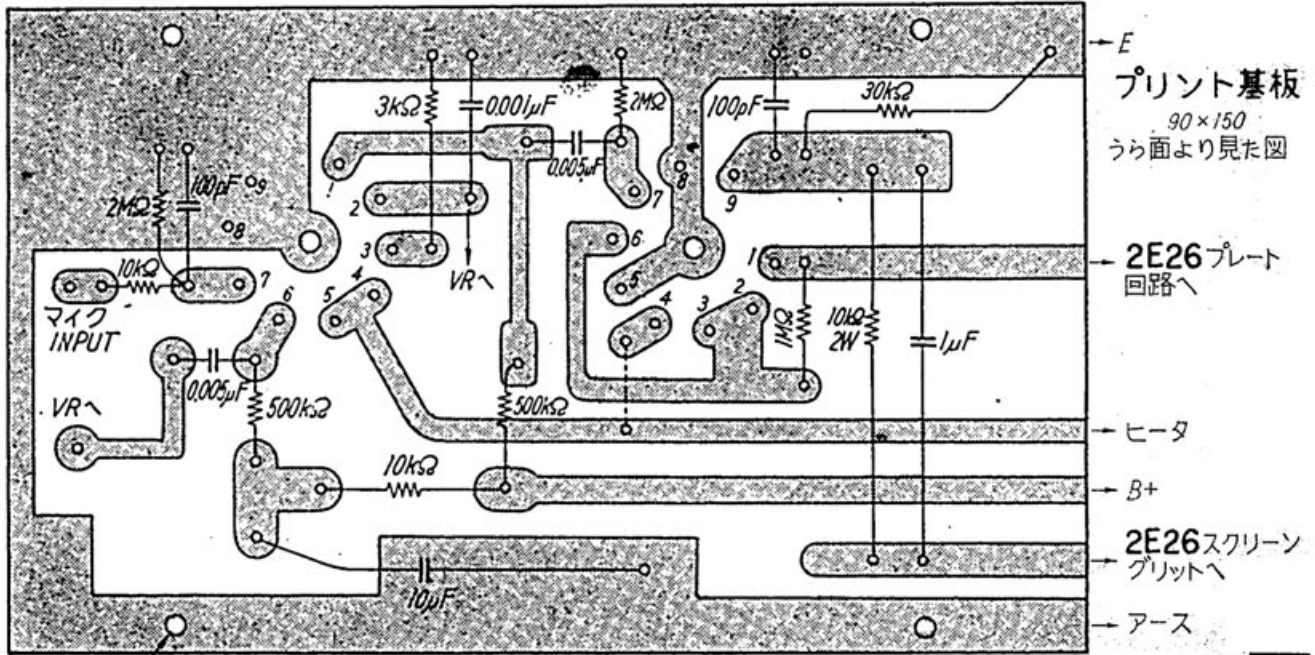 → E
プリント基板
90×150
うら面より見た図
3kΩ
0.001μF
2MΩ
100pF
30kΩ
0.005μF
2MΩ
100pF
9
8
1
2
3
VRへ
7
8
9
6
5
4
3
2
1
→ 2E26プレート
回路へ
10kΩ
7
マイク
INPUT
6
5
4
0.005μF
500kΩ
VRへ
500kΩ
1MΩ
10kΩ
2W
1μF
→ ヒータ
10kΩ
→ B+
→ 2E26スクリーン
グリットへ
10μF
→ アース